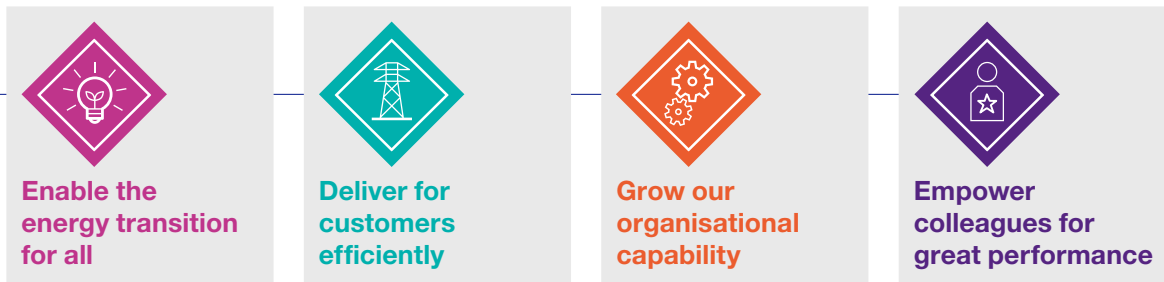 Enable the
energy transition
for all
Deliver for
customers
efficiently
Grow our
organisational
capability
Empower
colleagues for
great performance